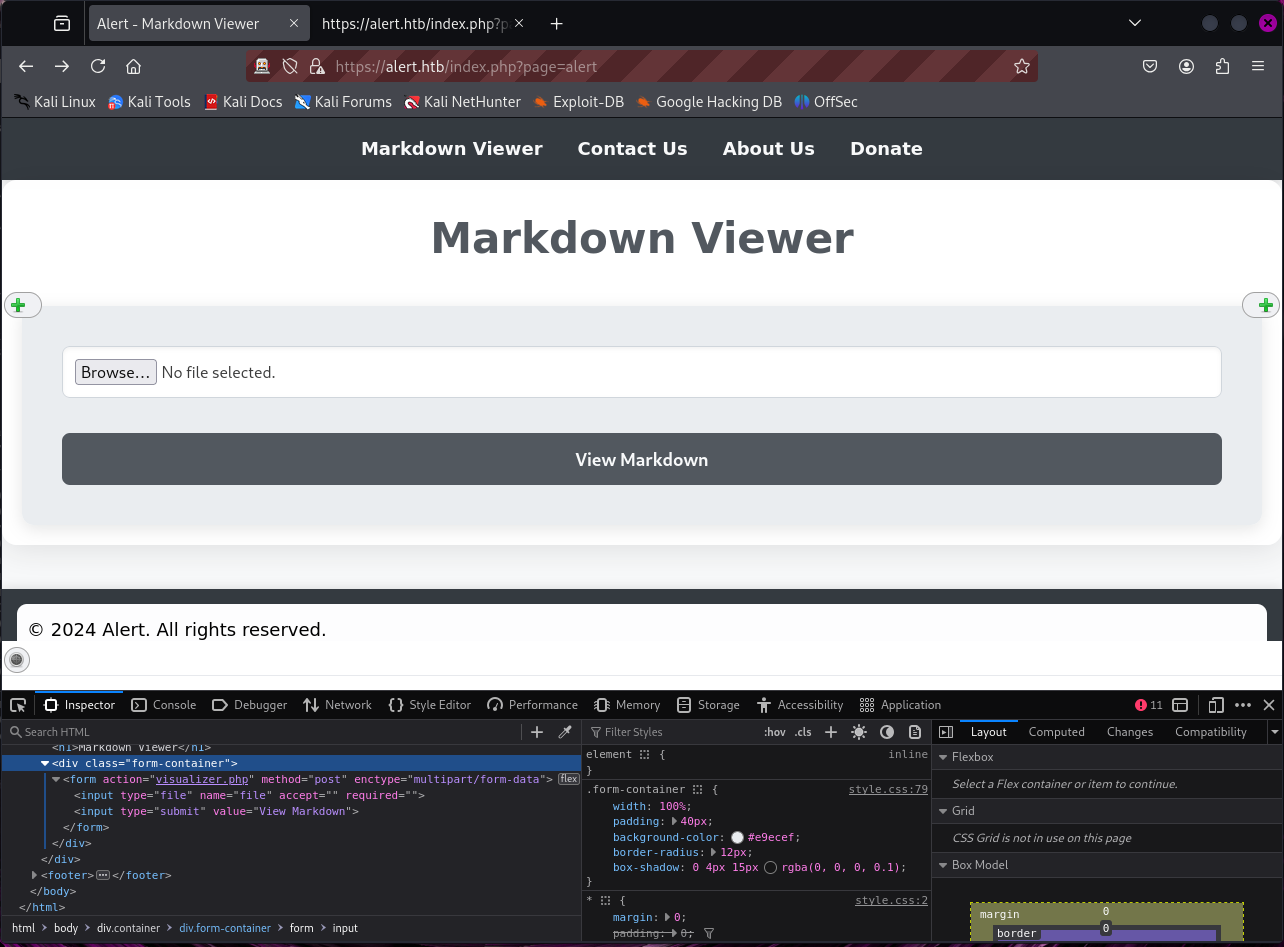 Alert - Markdown Viewer
https://alert.htb/index.php?p
https://alert.htb/index.php?page=alert
Kali Linux Kali Tools Kali Docs Kali Forums Kali NetHunter Exploit-DB Google Hacking DB OffSec
Markdown Viewer Contact Us About Us Donate
Markdown Viewer
Browse… No file selected.
View Markdown
© 2024 Alert. All rights reserved.
Inspector Console Debugger Network Style Editor Performance Memory Storage Accessibility Application 11
Search HTML
<h1>Markdown Viewer</h1>
<div class="form-container">
<form action="visualizer.php" method="post" enctype="multipart/form-data"> flex
<input type="file" name="file" accept="" required="">
<input type="submit" value="View Markdown">
</form>
</div>
</div>
<footer> </footer>
</body>
</html>
html > body > div.container > div.form-container > form > input
Filter Styles :hov .cls
element { inline
}
.form-container { style.css:79
width: 100%;
padding: 40px;
background-color: #e9ecef;
border-radius: 12px;
box-shadow: 0 4px 15px rgba(0, 0, 0, 0.1);
}
* { style.css:2
margin: 0;
padding: 0;
Layout Computed Changes Compatibility
Flexbox
Select a Flex container or item to continue.
Grid
CSS Grid is not in use on this page
Box Model
margin 0
border 0